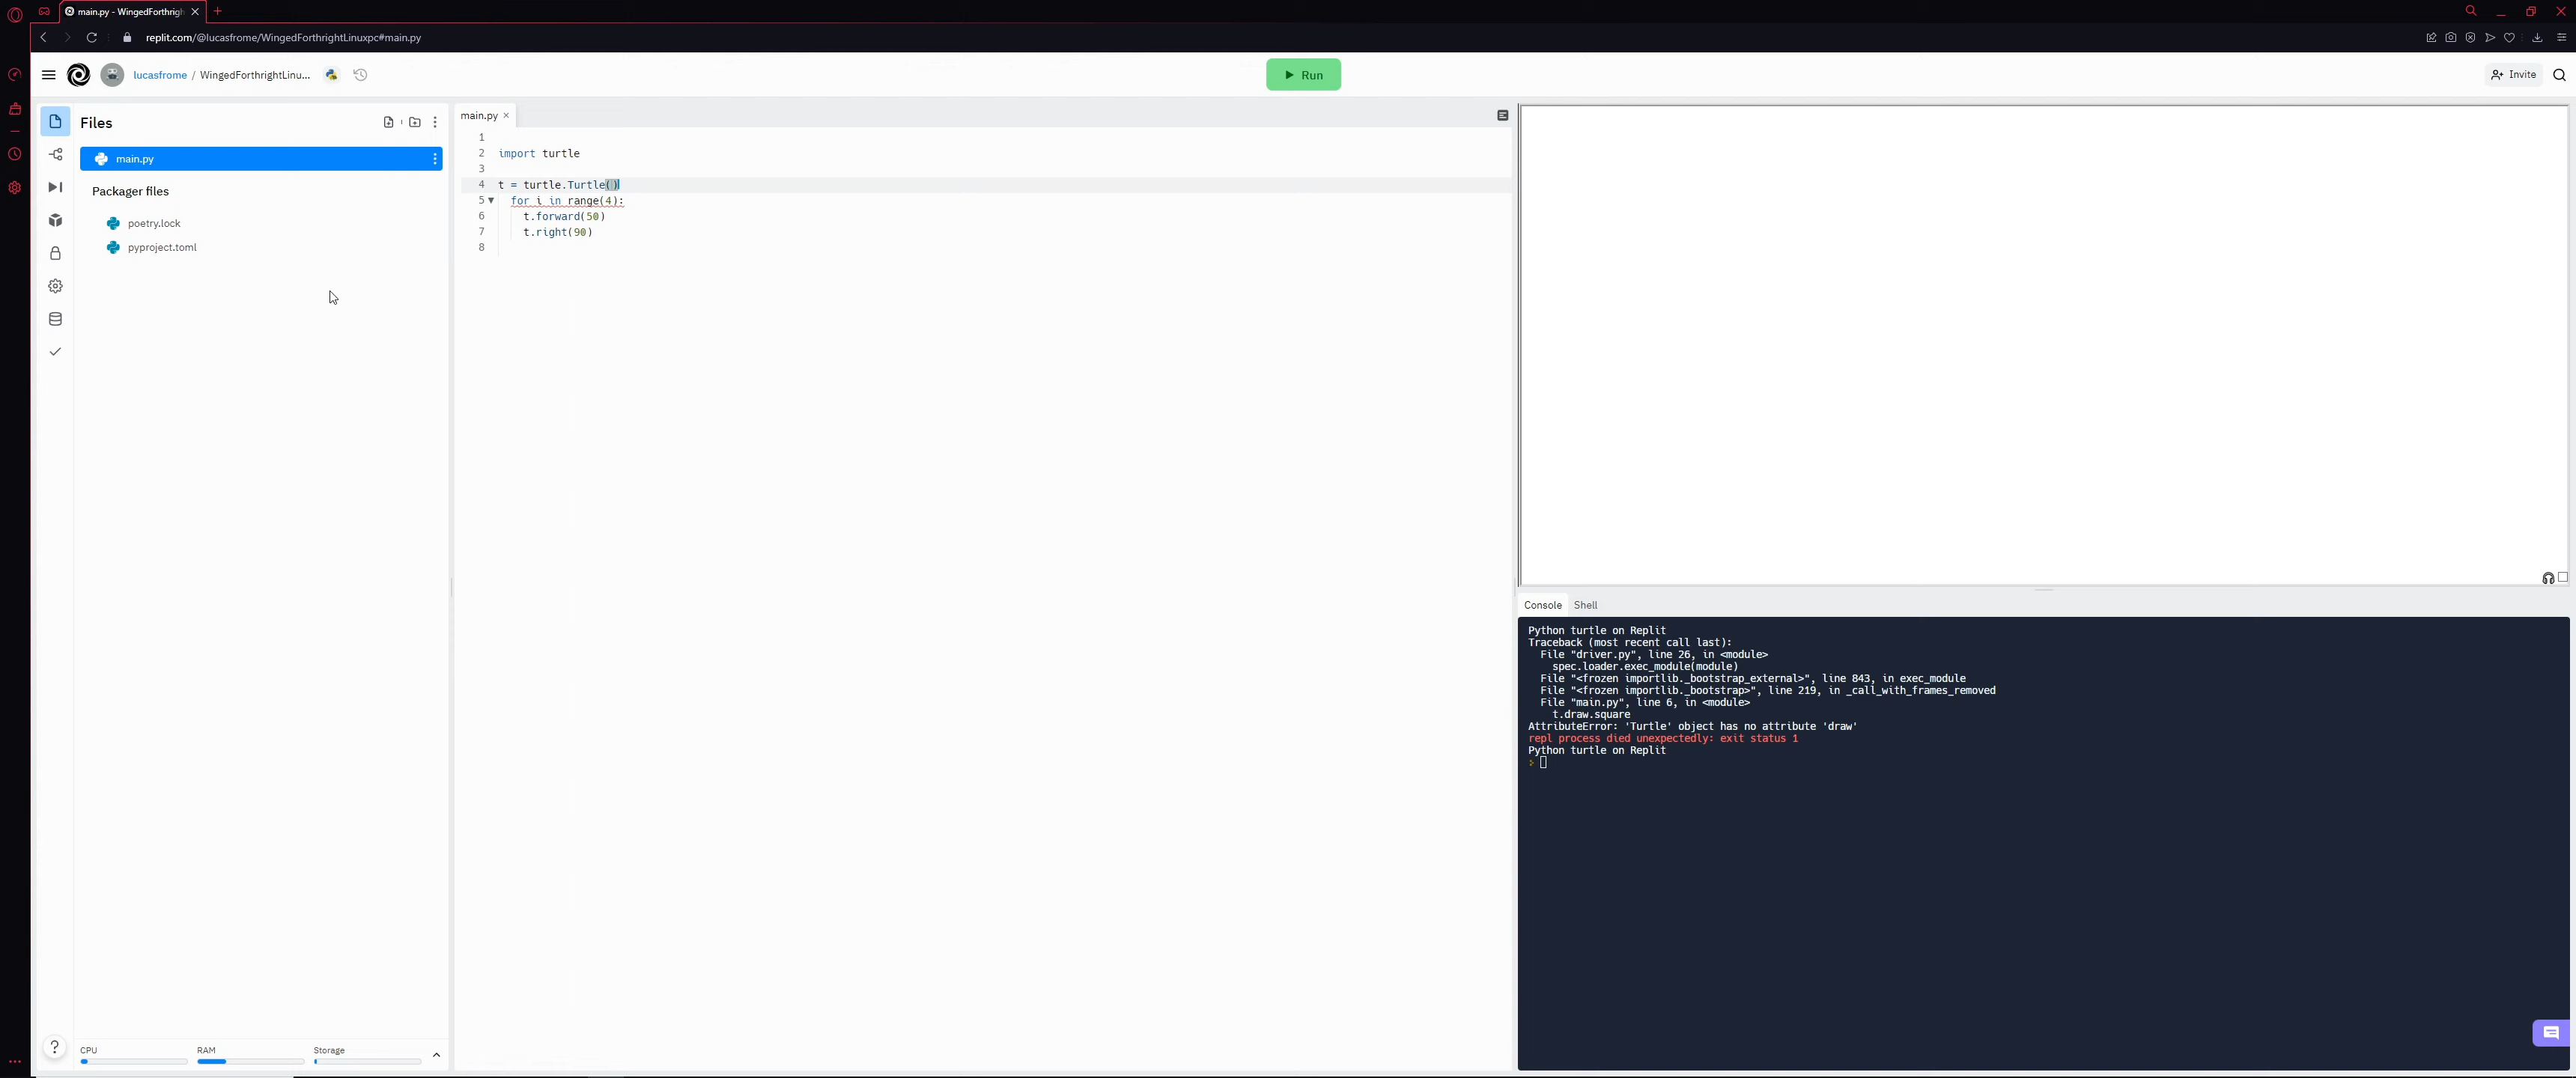 main.py - WingedForthrigh
replit.com/@lucasfrome/WingedForthrightLinuxpc#main.py
lucasfrome / WingedForthrightLinu...
Run
Invite
Files
main.py
Packager files
poetry.lock
pyproject.toml
main.py
1
2 import turtle
3
4 t = turtle.Turtle()
5 for i in range(4):
6 t.forward(50)
7 t.right(90)
8
Console Shell
Python turtle on Replit
Traceback (most recent call last):
File "driver.py", line 26, in <module>
spec.loader.exec_module(module)
File "<frozen importlib._bootstrap_external>", line 843, in exec_module
File "<frozen importlib._bootstrap>", line 219, in _call_with_frames_removed
File "main.py", line 6, in <module>
t.draw.square
AttributeError: 'Turtle' object has no attribute 'draw'
repl process died unexpectedly: exit status 1
Python turtle on Replit
>
? CPU RAM Storage